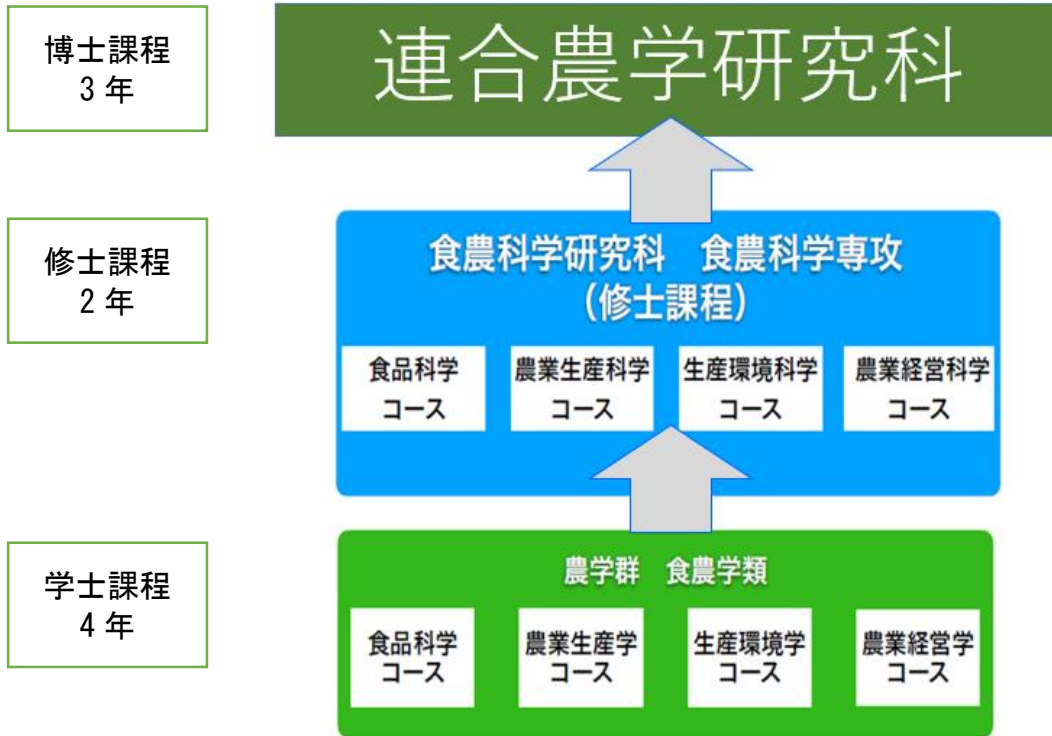 博士課程
3 年
連合農学研究科
修士課程
2 年
食農科学研究科　食農科学専攻
（修士課程）
食品科学
コース
農業生産科学
コース
生産環境科学
コース
農業経営科学
コース
学士課程
4 年
農学群　食農学類
食品科学
コース
農業生産学
コース
生産環境学
コース
農業経営学
コース